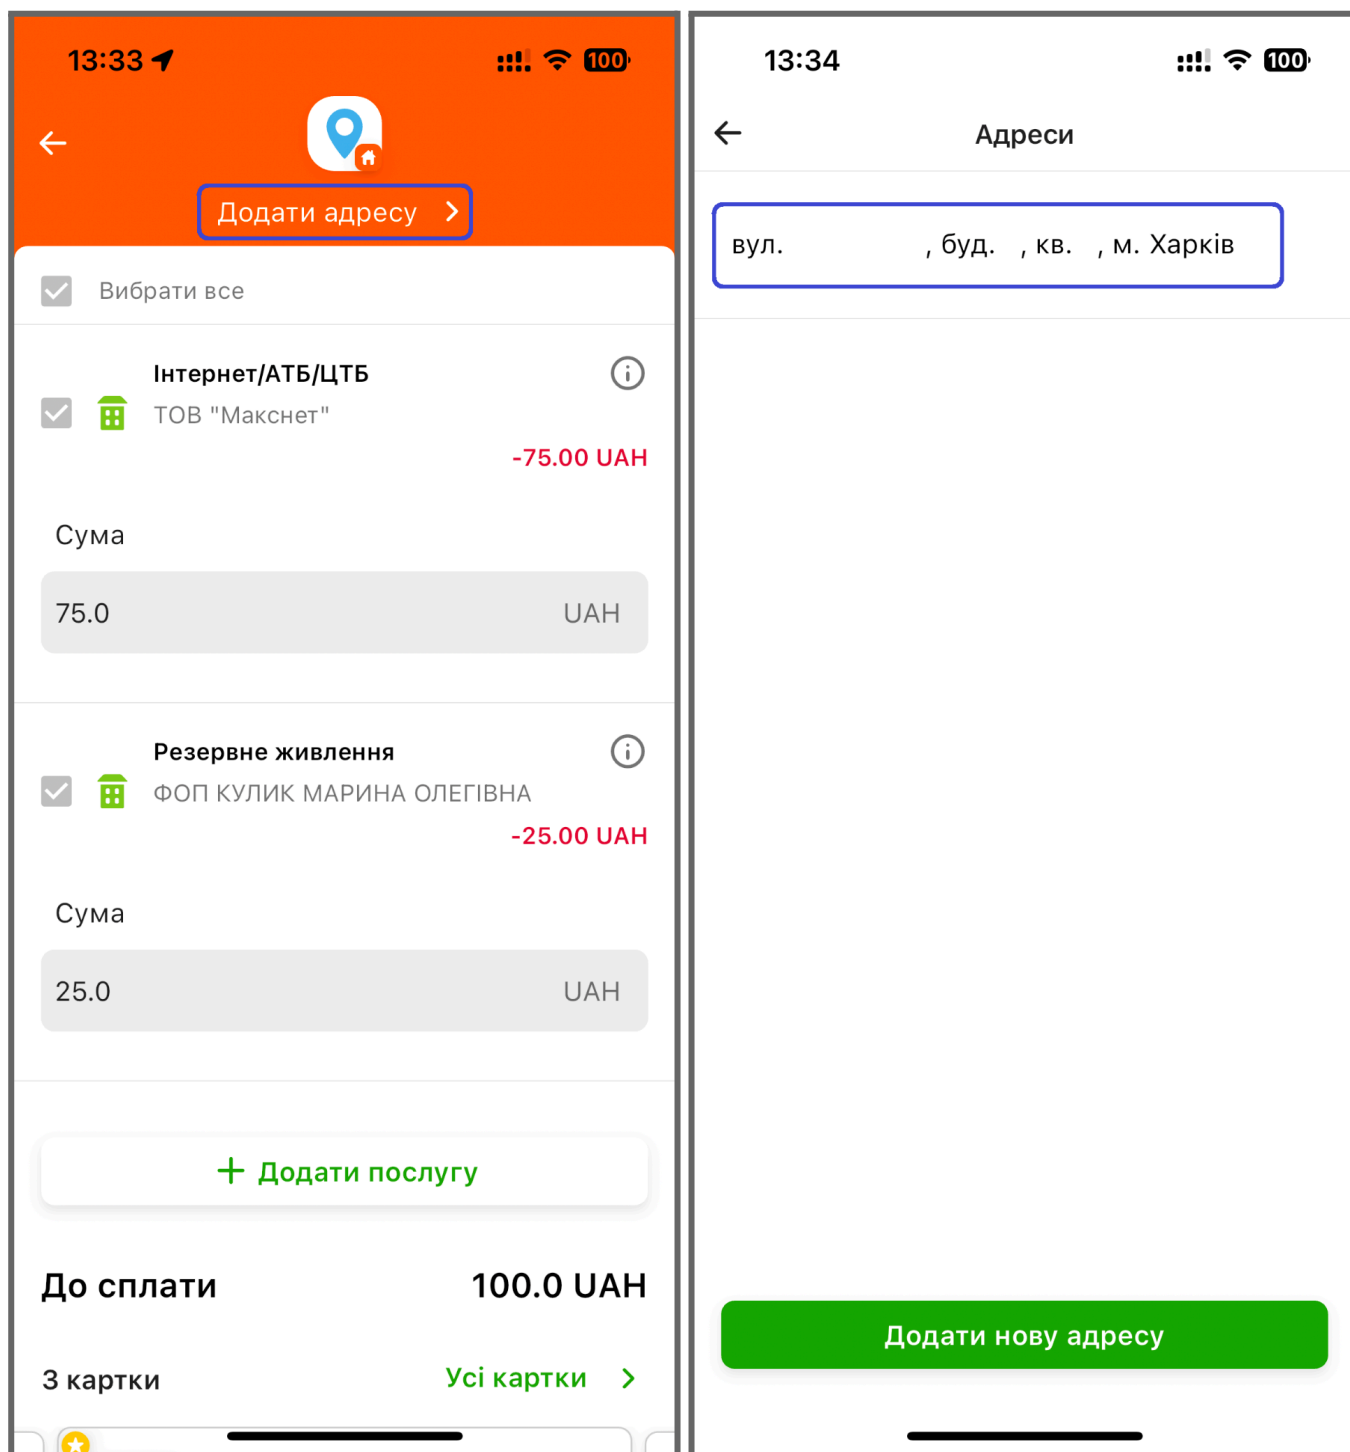 13:33
100
Додати адресу
Вибрати все
Інтернет/АТБ/ЦТБ
ТОВ "Макснет"
-75.00 UAH
Сума
75.0 UAH
Резервне живлення
ФОП КУЛИК МАРИНА ОЛЕГІВНА
-25.00 UAH
Сума
25.0 UAH
+ Додати послугу
До сплати 100.0 UAH
З картки Усі картки
13:34
100
Адреси
вул. , буд. , кв. , м. Харків
Додати нову адресу